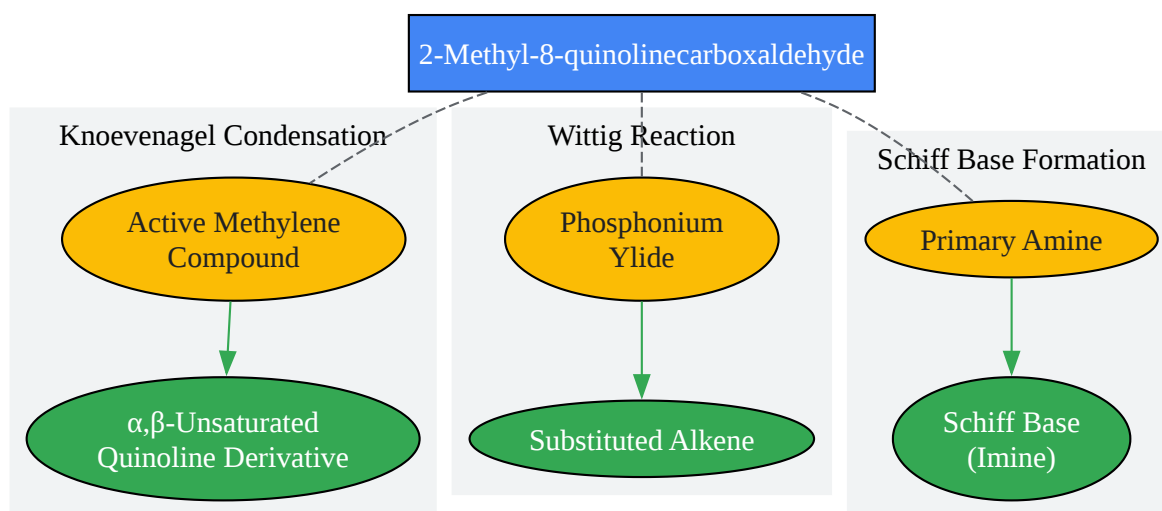 2-Methyl-8-quinolinecarboxaldehyde
Knoevenagel Condensation
Active Methylene
Compound
α,β-Unsaturated
Quinoline Derivative
Wittig Reaction
Phosphonium
Ylide
Substituted Alkene
Schiff Base Formation
Primary Amine
Schiff Base
(Imine)